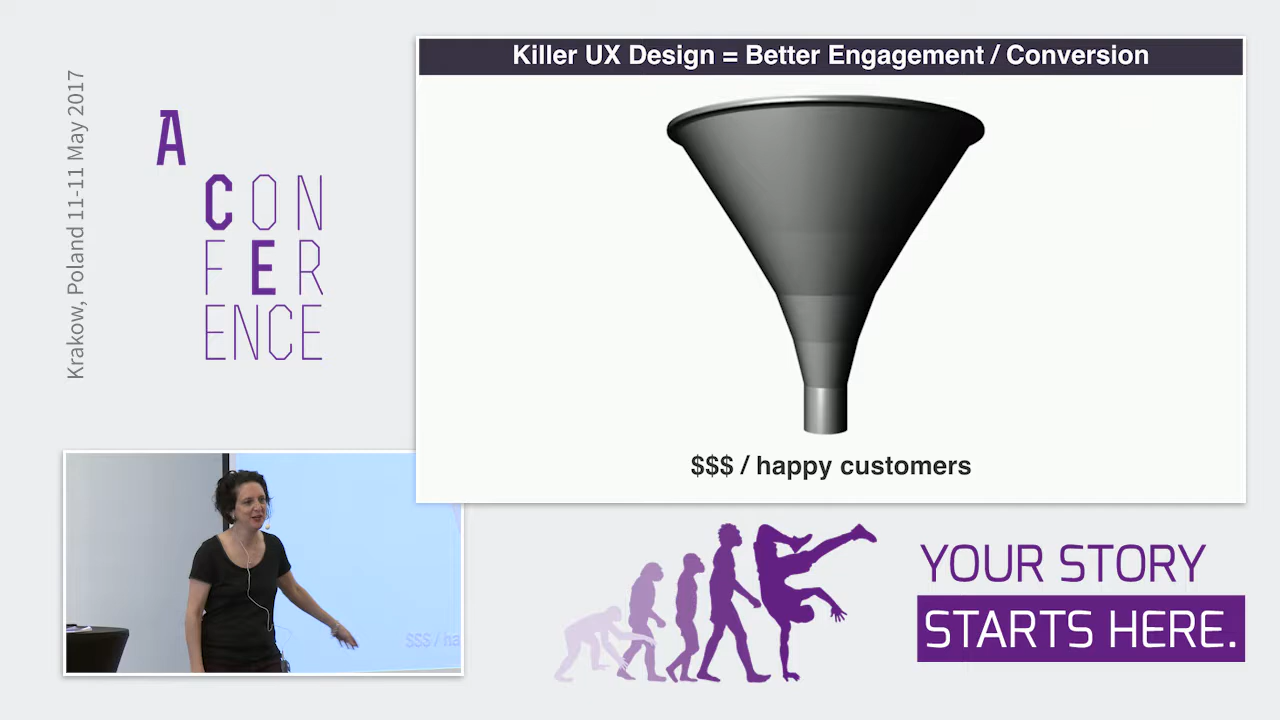 Krakow, Poland 11-11 May 2017
A
CON
FER
ENCE
Killer UX Design = Better Engagement / Conversion
$$$ / happy customers
$$$ / ha
YOUR STORY
STARTS HERE.